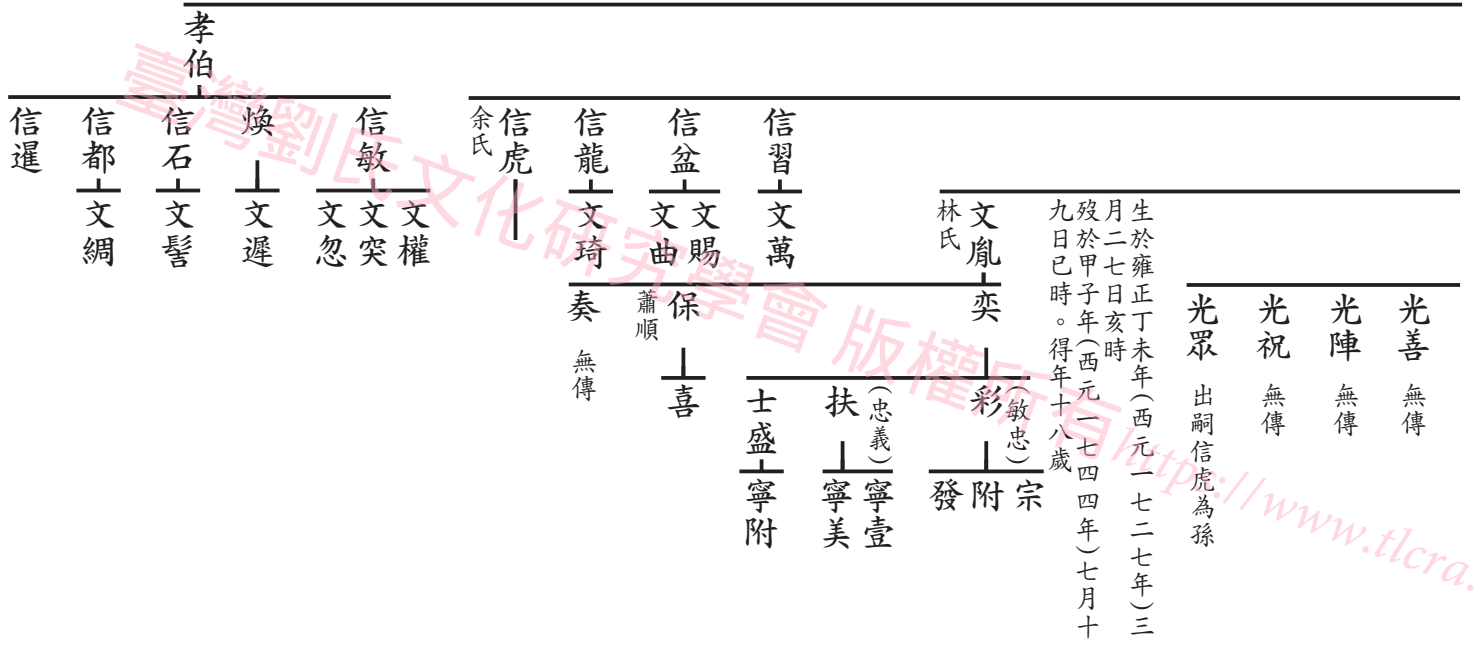 孝伯
光善 無傳
光陣 無傳
光祝 無傳
光眾 出嗣信虎為孫
生於雍正丁未年(西元一七二七年)三
月二七日亥時
歿於甲子年(西元一七四四年)七月十
九日巳時。得年十八歲
文胤
林氏
信習
信盆
信龍
信虎
余氏
信敏
煥
信石
信都
信暹
文萬
文賜
文曲
文琦
文權
文突
文忽
文遲
文髻
文綢
奕
保
蕭順
奏 無傳
彩
(敏忠)
扶
(忠義)
士盛
喜
宗
附
發
寧壹
寧美
寧附
臺灣劉氏文化研究學會 版權所有https://www.tlcra.